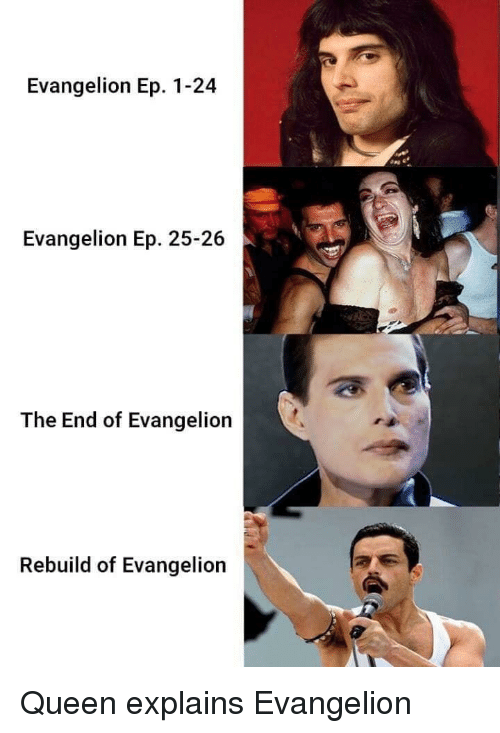 Evangelion Ep. 1-24
Evangelion Ep. 25-26
The End of Evangelion
Rebuild of Evangelion
Queen explains Evangelion